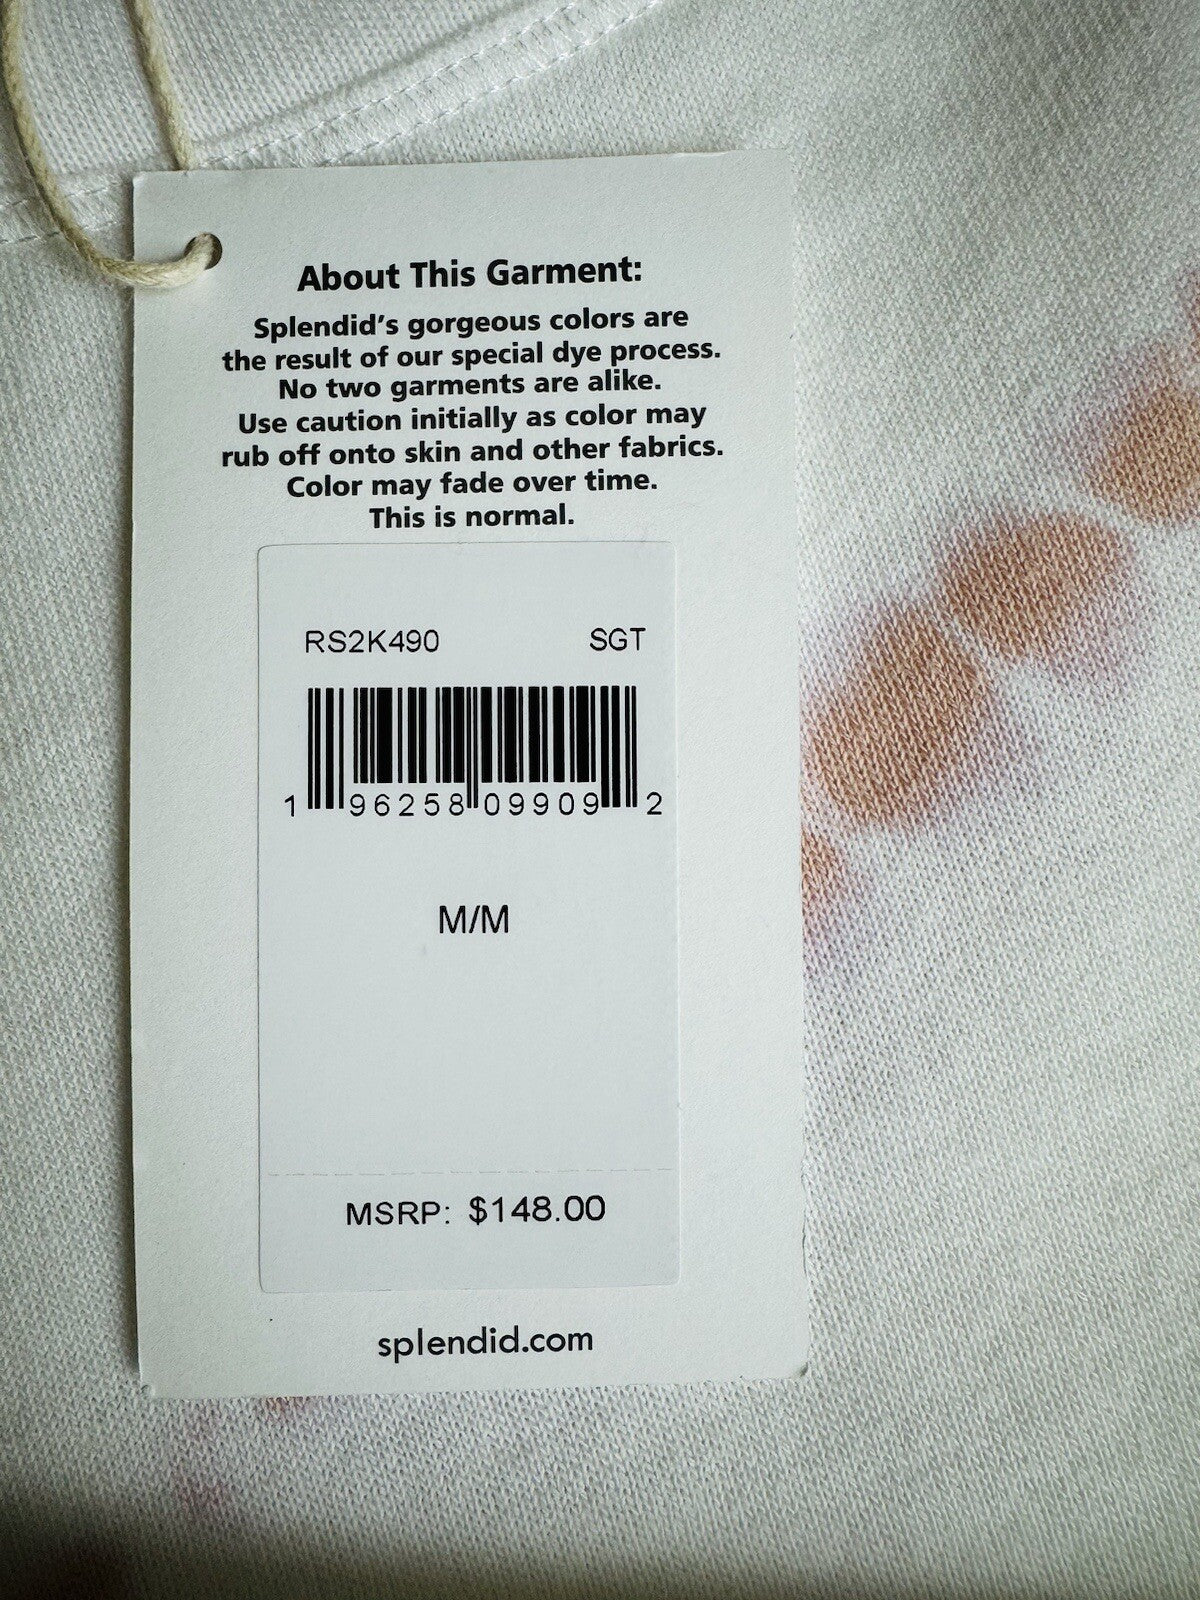 About This Garment:
Splendid's gorgeous colors are
the result of our special dye process.
No two garments are alike.
Use caution initially as color may
rub off onto skin and other fabrics.
Color may fade over time.
This is normal.
RS2K490 SGT
1 96258 09909 2
M/M
MSRP: $148.00
splendid.com